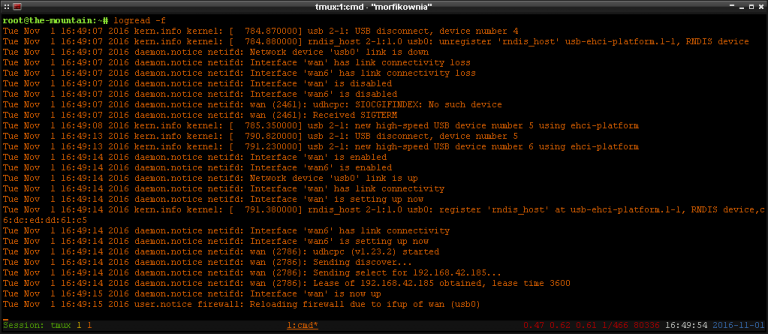 tmux:1:cmd - "morfikownia"
root@the-mountain:~# logread -f
Tue Nov  1 16:49:07 2016 kern.info kernel: [  784.870000] usb 2-1: USB disconnect, device number 4
Tue Nov  1 16:49:07 2016 kern.info kernel: [  784.880000] rndis_host 2-1:1.0 usb0: unregister 'rndis_host' usb-ehci-platform.1-1, RNDIS device
Tue Nov  1 16:49:07 2016 daemon.notice netifd: Network device 'usb0' link is down
Tue Nov  1 16:49:07 2016 daemon.notice netifd: Interface 'wan' has link connectivity loss
Tue Nov  1 16:49:07 2016 daemon.notice netifd: Interface 'wan6' has link connectivity loss
Tue Nov  1 16:49:07 2016 daemon.notice netifd: Interface 'wan' is disabled
Tue Nov  1 16:49:07 2016 daemon.notice netifd: Interface 'wan6' is disabled
Tue Nov  1 16:49:07 2016 daemon.notice netifd: wan (2461): udhcpc: SIOCGIFINDEX: No such device
Tue Nov  1 16:49:07 2016 daemon.notice netifd: wan (2461): Received SIGTERM
Tue Nov  1 16:49:08 2016 kern.info kernel: [  785.350000] usb 2-1: new high-speed USB device number 5 using ehci-platform
Tue Nov  1 16:49:13 2016 kern.info kernel: [  790.820000] usb 2-1: USB disconnect, device number 5
Tue Nov  1 16:49:13 2016 kern.info kernel: [  791.230000] usb 2-1: new high-speed USB device number 6 using ehci-platform
Tue Nov  1 16:49:14 2016 daemon.notice netifd: Interface 'wan' is enabled
Tue Nov  1 16:49:14 2016 daemon.notice netifd: Interface 'wan6' is enabled
Tue Nov  1 16:49:14 2016 daemon.notice netifd: Network device 'usb0' link is up
Tue Nov  1 16:49:14 2016 daemon.notice netifd: Interface 'wan' has link connectivity
Tue Nov  1 16:49:14 2016 daemon.notice netifd: Interface 'wan' is setting up now
Tue Nov  1 16:49:14 2016 kern.info kernel: [  791.380000] rndis_host 2-1:1.0 usb0: register 'rndis_host' at usb-ehci-platform.1-1, RNDIS device, c
6:dc:ed:dd:61:c5
Tue Nov  1 16:49:14 2016 daemon.notice netifd: Interface 'wan6' has link connectivity
Tue Nov  1 16:49:14 2016 daemon.notice netifd: Interface 'wan6' is setting up now
Tue Nov  1 16:49:14 2016 daemon.notice netifd: wan (2786): udhcpc (v1.23.2) started
Tue Nov  1 16:49:14 2016 daemon.notice netifd: wan (2786): Sending discover...
Tue Nov  1 16:49:14 2016 daemon.notice netifd: wan (2786): Sending select for 192.168.42.185...
Tue Nov  1 16:49:14 2016 daemon.notice netifd: wan (2786): Lease of 192.168.42.185 obtained, lease time 3600
Tue Nov  1 16:49:15 2016 daemon.notice netifd: Interface 'wan' is now up
Tue Nov  1 16:49:15 2016 user.notice firewall: Reloading firewall due to ifup of wan (usb0)
Session: tmux 1 1 1:cmd* 0.47 0.62 0.61 1/466 80536 16:49:54 2016-11-01